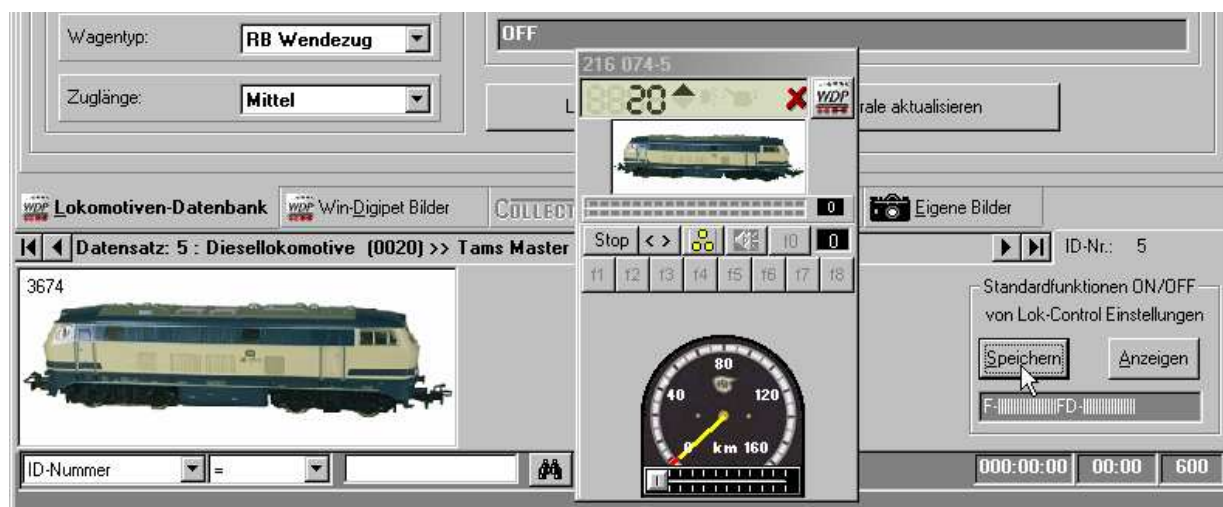 Wagentyp:
RB Wendezug
OFF
216 074-5
20
WDP
Zuglänge:
Mittel
L
rale aktualisieren
WDP Lokomotiven-Datenbank
WDP Win-Digipet Bilder
COLLECT
Eigene Bilder
0
Datensatz: 5 : Diesellokomotive (0020) >> Tams Master
ID-Nr.: 5
Stop < > f0 0
f1 f2 f3 f4 f5 f6 f7 f8
3674
Standardfunktionen ON/OFF
von Lok-Control Einstellungen
Speichern
Anzeigen
80
40
120
0
km 160
ID-Nummer
=
000:00:00
00:00
600